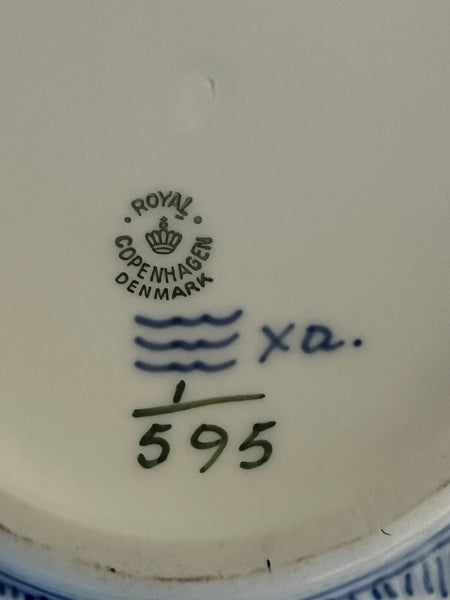 ROYAL
COPENHAGEN
DENMARK
xa.
1
595